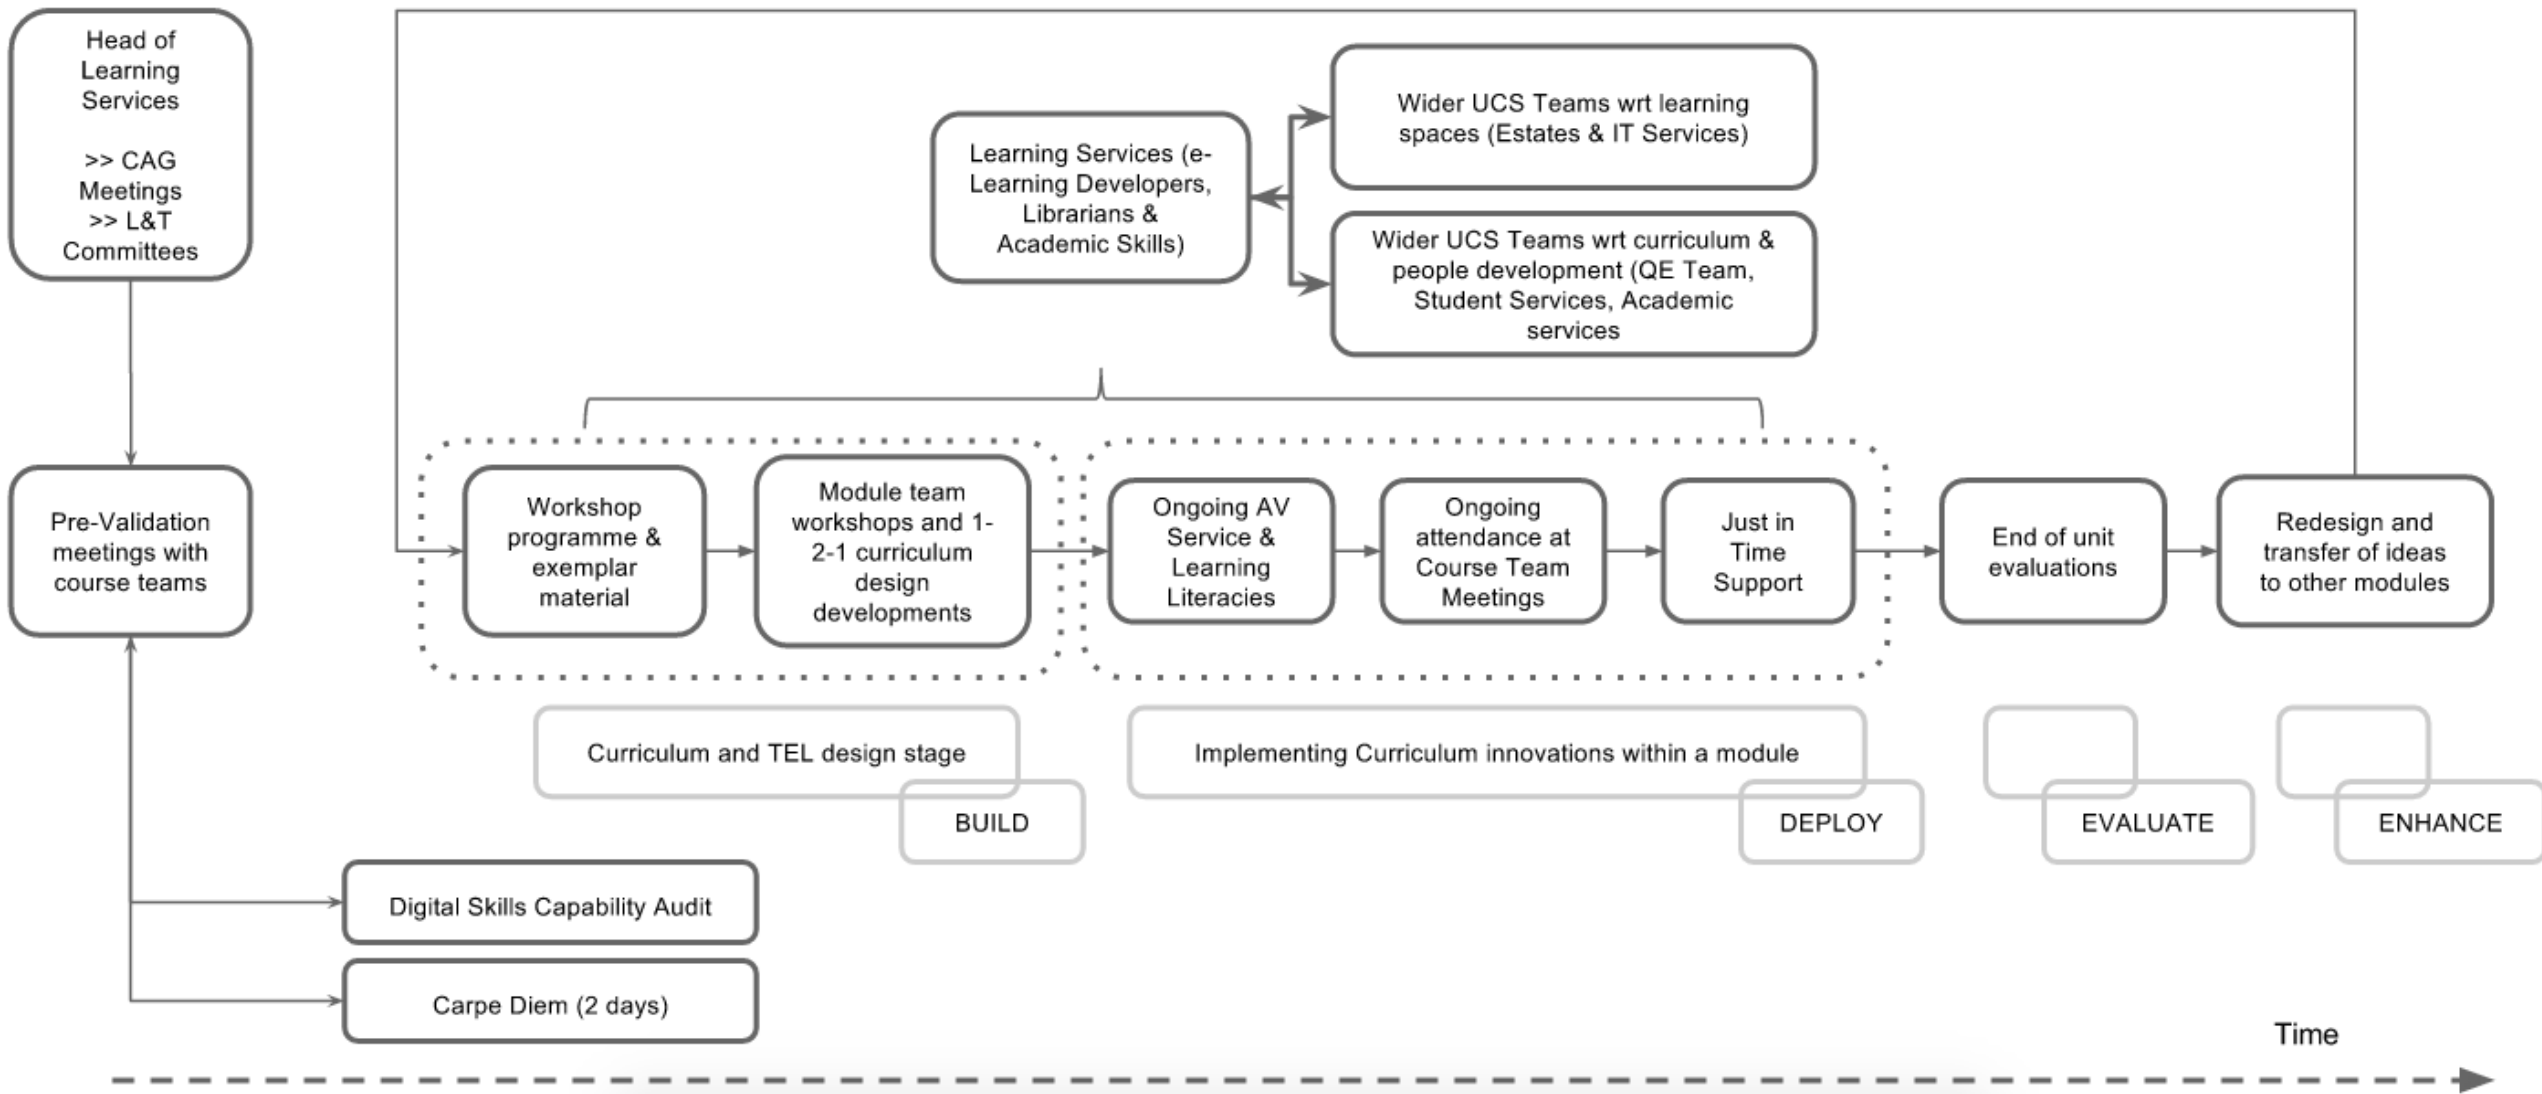 Head of
Learning
Services
>> CAG
Meetings
>> L&T
Committees
Learning Services (e-
Learning Developers,
Librarians &
Academic Skills)
Wider UCS Teams wrt learning
spaces (Estates & IT Services)
Wider UCS Teams wrt curriculum &
people development (QE Team,
Student Services, Academic
services
Pre-Validation
meetings with
course teams
Workshop
programme &
exemplar
material
Module team
workshops and 1-
2-1 curriculum
design
developments
Ongoing AV
Service &
Learning
Literacies
Ongoing
attendance at
Course Team
Meetings
Just in
Time
Support
End of unit
evaluations
Redesign and
transfer of ideas
to other modules
Curriculum and TEL design stage
BUILD
Implementing Curriculum innovations within a module
DEPLOY
EVALUATE
ENHANCE
Digital Skills Capability Audit
Carpe Diem (2 days)
Time